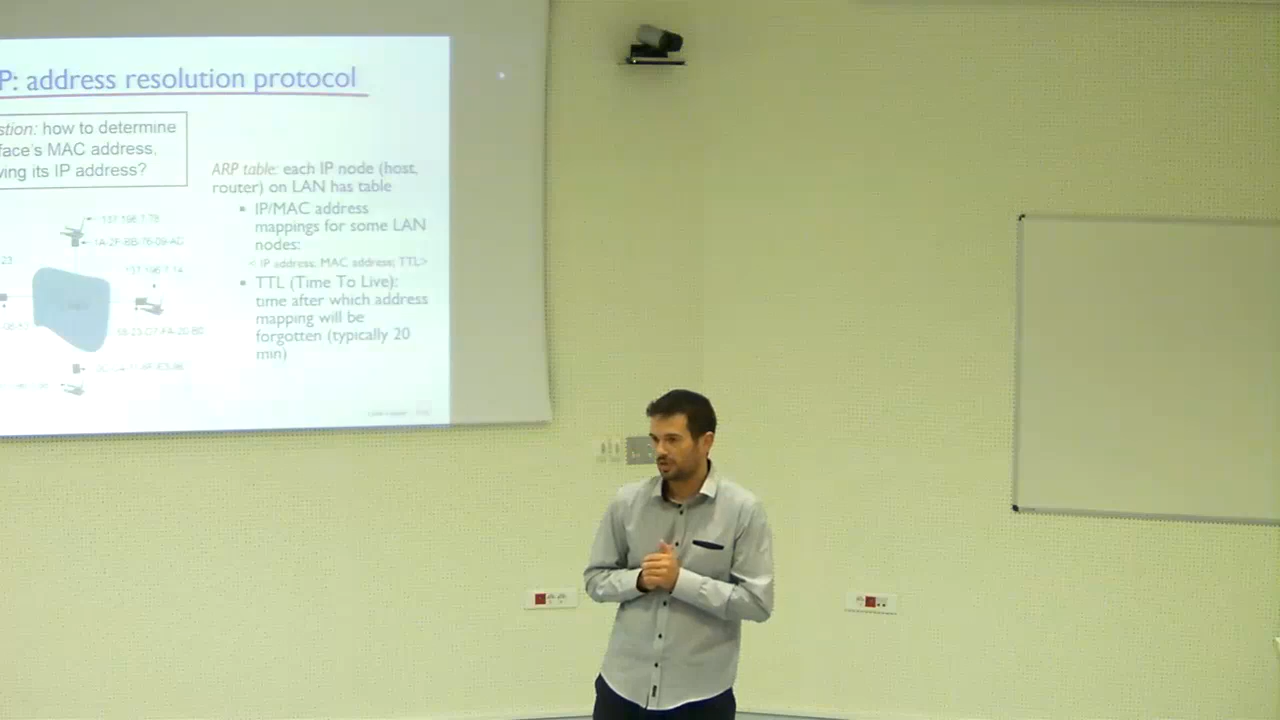 P: address resolution protocol
stion: how to determine
face's MAC address,
ving its IP address?
ARP table: each IP node (host,
router) on LAN has table
• IP/MAC address
mappings for some LAN
nodes:
< IP address; MAC address; TTL>
• TTL (Time To Live):
time after which address
mapping will be
forgotten (typically 20
min)
137.196.7.78
1A-2F-BB-76-09-AD
23
137.196.7.14
58-23-D7-FA-20-B0